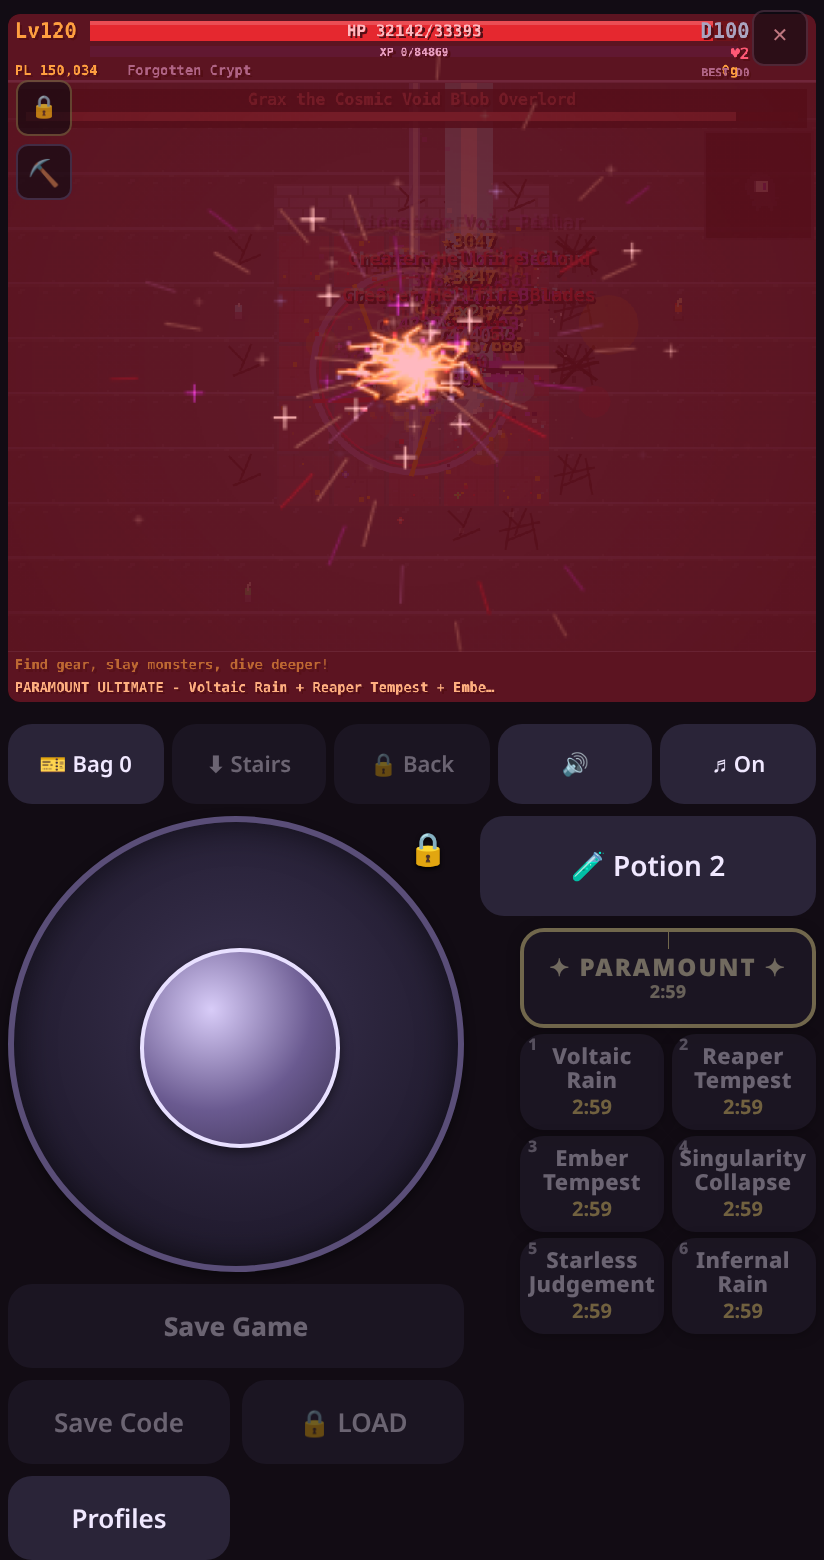 Lv120
HP 32142/33393
D100
×
XP 0/84869
♥2
PL 150,034
Forgotten Crypt
Grax the Cosmic Void Blob Overlord
★3047
Find gear, slay monsters, dive deeper!
PARAMOUNT ULTIMATE - Voltaic Rain + Reaper Tempest + Embe…
Bag 0
⬇ Stairs
Back
♬ On
Potion 2
✦ PARAMOUNT ✦
2:59
1
Voltaic
Rain
2:59
2
Reaper
Tempest
2:59
3
Ember
Tempest
2:59
4
Singularity
Collapse
2:59
5
Starless
Judgement
2:59
6
Infernal
Rain
2:59
Save Game
Save Code
LOAD
Profiles